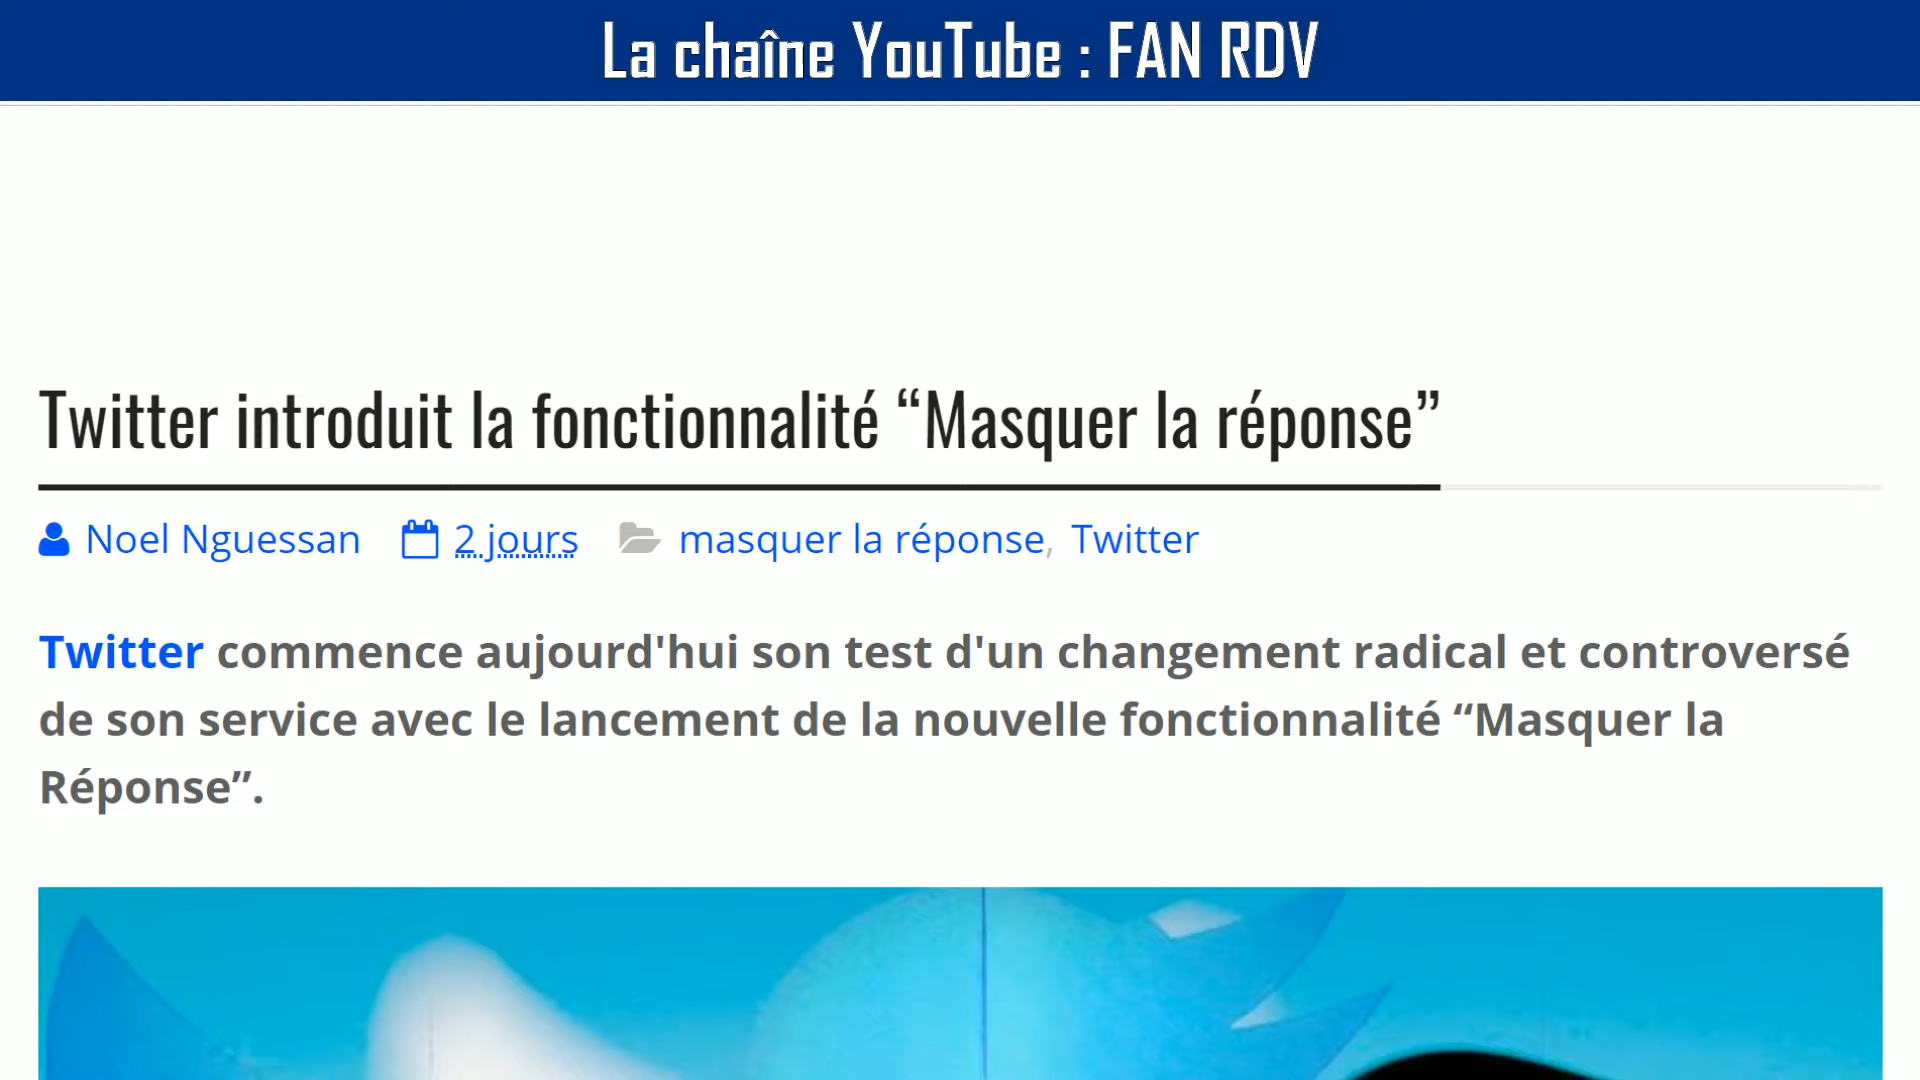 La chaîne YouTube : FAN RDV
Twitter introduit la fonctionnalité “Masquer la réponse”
Noel Nguessan 2 jours masquer la réponse, Twitter
Twitter commence aujourd'hui son test d'un changement radical et controversé
de son service avec le lancement de la nouvelle fonctionnalité “Masquer la
Réponse”.